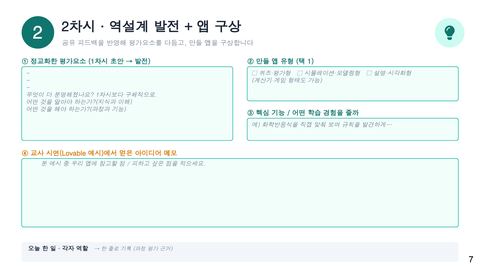 2
2차시 · 역설계 발전 + 앱 구상
공유 피드백을 반영해 평가요소를 다듬고, 만들 앱을 구상합니다
① 정교화한 평가요소 (1차시 초안 → 발전)
–
–
무엇이 더 분명해졌나요? 1차시보다 구체적으로.
어떤 것을 알아야 하는가?(지식과 이해)
어떤 것을 해야 하는가?(과정과 기능)
② 만들 앱 유형 (택 1)
☐ 퀴즈·평가형 ☐ 시뮬레이션·모델링형 ☐ 설명·시각화형
(계산기 게임 형태도 가능)
③ 핵심 기능 / 어떤 학습 경험을 줄까
예) 화학반응식을 직접 맞춰 보며 규칙을 발견하게…
④ 교사 시연(Lovable 예시)에서 얻은 아이디어 메모
본 예시 중 우리 앱에 참고할 점 / 피하고 싶은 점을 적으세요.
오늘 한 일 · 각자 역할 → 한 줄로 기록 (과정 평가 근거)
7